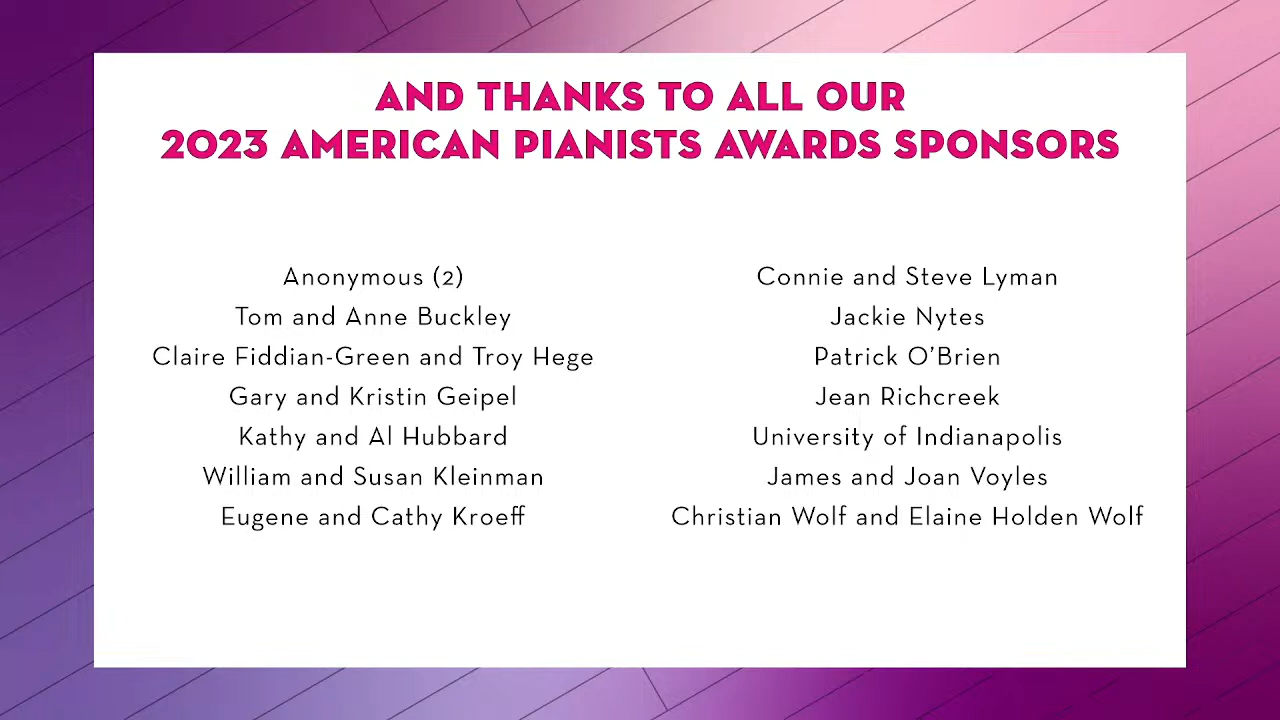 AND THANKS TO ALL OUR
2023 AMERICAN PIANISTS AWARDS SPONSORS
Anonymous (2)
Tom and Anne Buckley
Claire Fiddian-Green and Troy Hege
Gary and Kristin Geipel
Kathy and Al Hubbard
William and Susan Kleinman
Eugene and Cathy Kroeff
Connie and Steve Lyman
Jackie Nytes
Patrick O’Brien
Jean Richcreek
University of Indianapolis
James and Joan Voyles
Christian Wolf and Elaine Holden Wolf